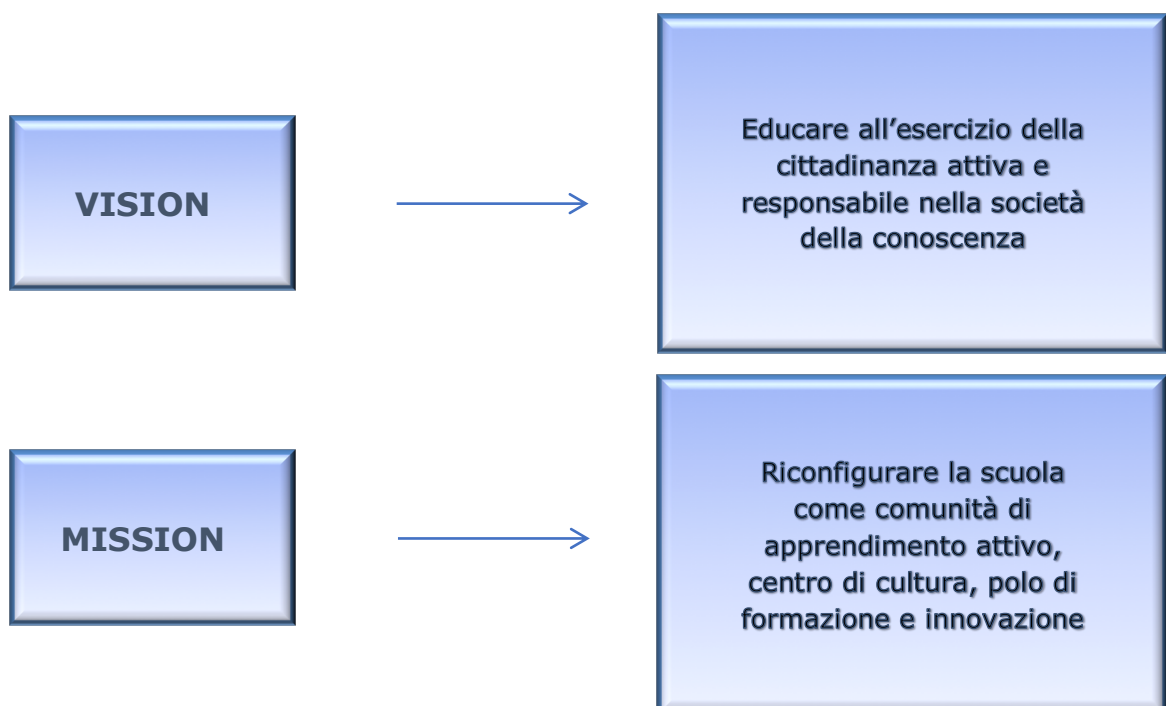 VISION
Educare all’esercizio della
cittadinanza attiva e
responsabile nella società
della conoscenza
MISSION
Riconfigurare la scuola
come comunità di
apprendimento attivo,
centro di cultura, polo di
formazione e innovazione